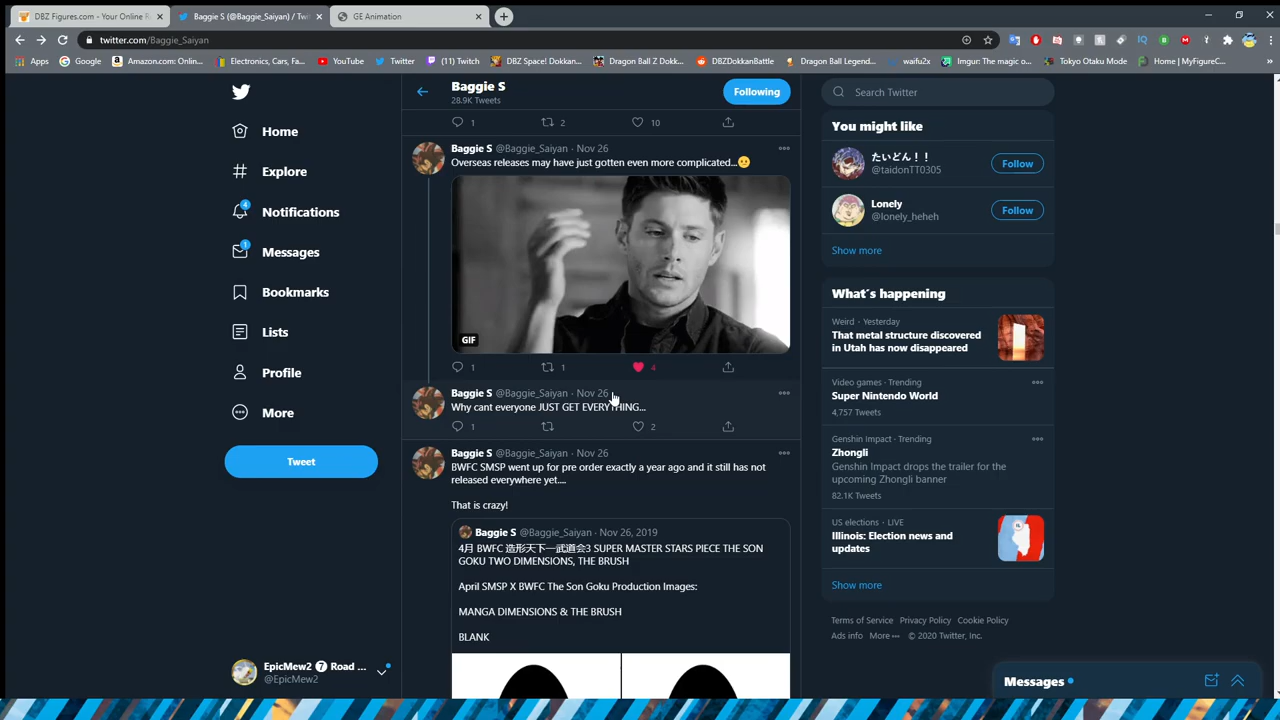 DBZ Figures.com - Your Online R
Baggie S (@Baggie_Saiyan) / Twi
GE Animation
twitter.com/Baggie_Saiyan
Apps
Google
Amazon.com: Onlin...
Electronics, Cars, Fa...
YouTube
Twitter
(11) Twitch
DBZ Space! Dokkan...
Dragon Ball Z Dokk...
DBZDokkanBattle
Dragon Ball Legend...
waifu2x
Imgur: The magic o...
Tokyo Otaku Mode
Home | MyFigureC...
Home
Explore
4
Notifications
1
Messages
Bookmarks
Lists
Profile
More
Tweet
EpicMew2 7 Road ...
@EpicMew2
Baggie S
28.9K Tweets
Following
1 2 10
Baggie S @Baggie_Saiyan · Nov 26
Overseas releases may have just gotten even more complicated...
GIF
1 1 4
Baggie S @Baggie_Saiyan · Nov 26
Why cant everyone JUST GET EVERYTHING...
1 2
Baggie S @Baggie_Saiyan · Nov 26
BWFC SMSP went up for pre order exactly a year ago and it still has not
released everywhere yet....
That is crazy!
Baggie S @Baggie_Saiyan · Nov 26, 2019
4月 BWFC 造形天下一武道会3 SUPER MASTER STARS PIECE THE SON
GOKU TWO DIMENSIONS, THE BRUSH
April SMSP X BWFC The Son Goku Production Images:
MANGA DIMENSIONS & THE BRUSH
BLANK
Search Twitter
You might like
たいどん！！
@taidonTT0305
Follow
Lonely
@lonely_heheh
Follow
Show more
What's happening
Weird · Yesterday
That metal structure discovered
in Utah has now disappeared
Video games · Trending
Super Nintendo World
4,757 Tweets
Genshin Impact · Trending
Zhongli
Genshin Impact drops the trailer for the
upcoming Zhongli banner
82.1K Tweets
US elections · LIVE
Illinois: Election news and
updates
Show more
Terms of Service Privacy Policy Cookie Policy
Ads info More ··· © 2020 Twitter, Inc.
Messages